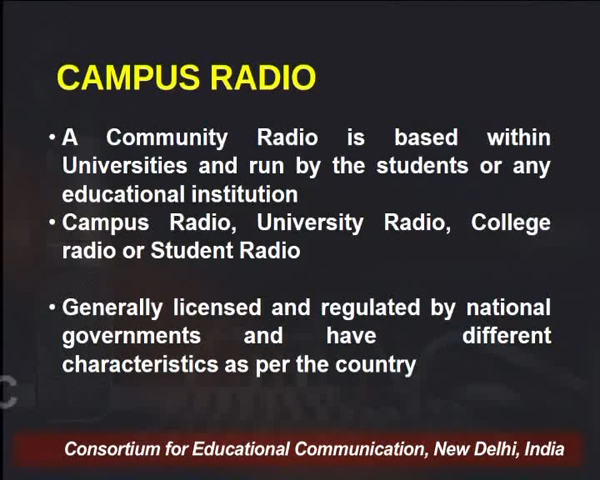 CAMPUS RADIO
• A Community Radio is based within
Universities and run by the students or any
educational institution
• Campus Radio, University Radio, College
radio or Student Radio
• Generally licensed and regulated by national
governments and have different
characteristics as per the country
C
Consortium for Educational Communication, New Delhi, India